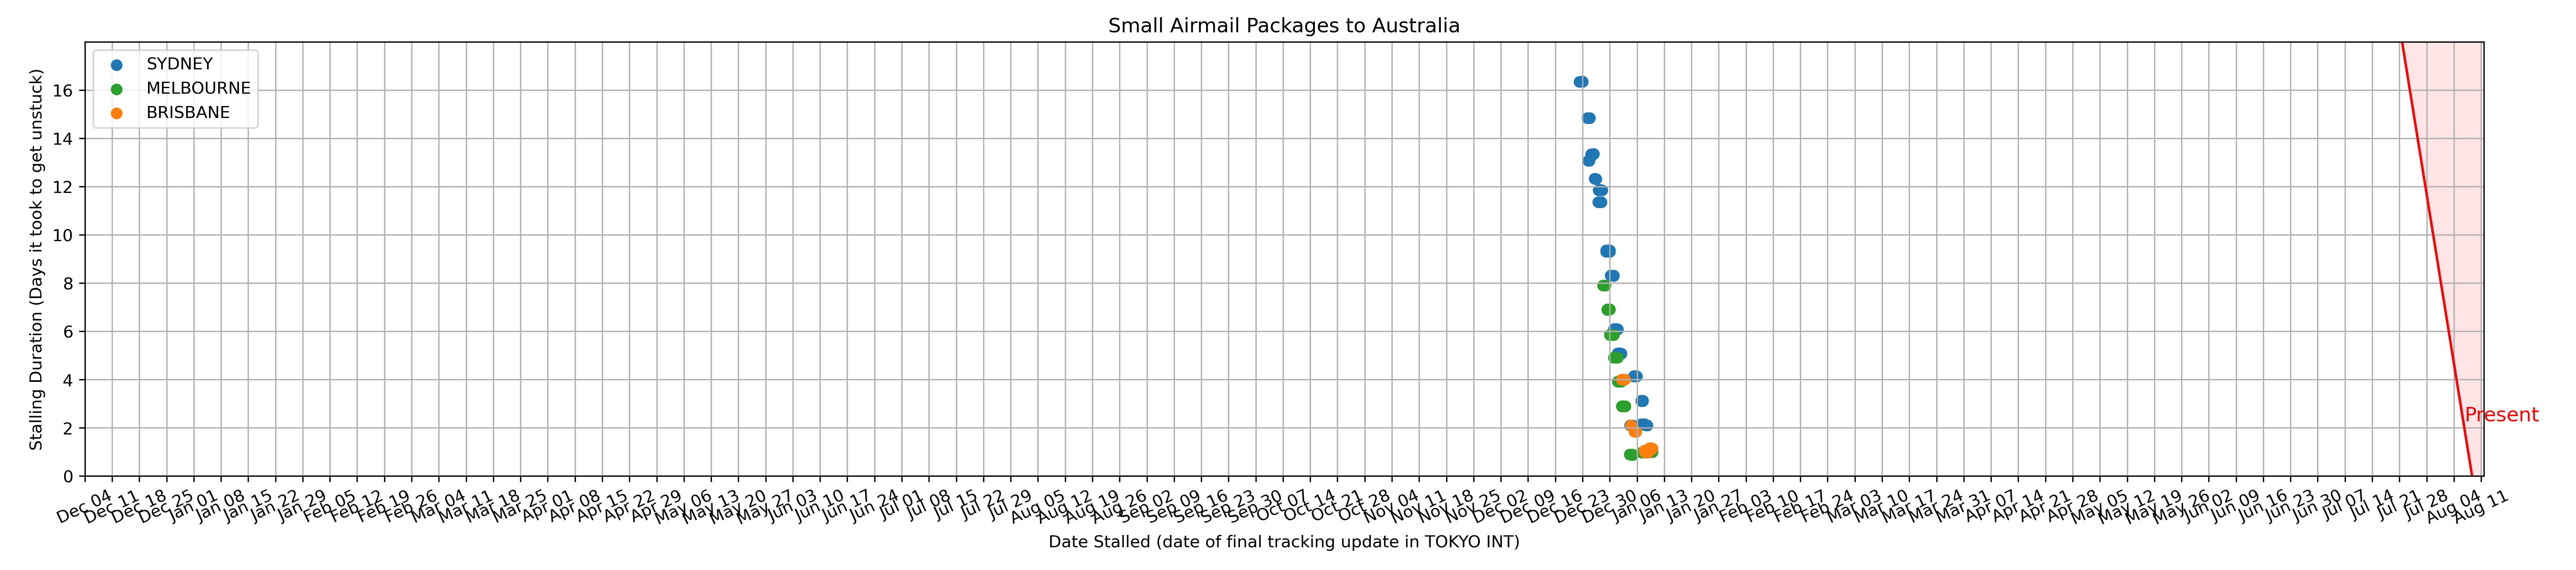 Small Airmail Packages to Australia
SYDNEY
MELBOURNE
BRISBANE
Stalling Duration (Days it took to get unstuck)
16
14
12
10
8
6
4
2
0
Present
Dec 04
Dec 11
Dec 18
Dec 25
Jan 01
Jan 08
Jan 15
Jan 22
Jan 29
Feb 05
Feb 12
Feb 19
Feb 26
Mar 04
Mar 11
Mar 18
Mar 25
Apr 01
Apr 08
Apr 15
Apr 22
Apr 29
May 06
May 13
May 20
May 27
Jun 03
Jun 10
Jun 17
Jun 24
Jul 01
Jul 08
Jul 15
Jul 22
Jul 29
Aug 05
Aug 12
Aug 19
Aug 26
Sep 02
Sep 09
Sep 16
Sep 23
Sep 30
Oct 07
Oct 14
Oct 21
Oct 28
Nov 04
Nov 11
Nov 18
Nov 25
Dec 02
Dec 09
Dec 16
Dec 23
Dec 30
Jan 06
Jan 13
Jan 20
Jan 27
Feb 03
Feb 10
Feb 17
Feb 24
Mar 03
Mar 10
Mar 17
Mar 24
Mar 31
Apr 07
Apr 14
Apr 21
Apr 28
May 05
May 12
May 19
May 26
Jun 02
Jun 09
Jun 16
Jun 23
Jun 30
Jul 07
Jul 14
Jul 21
Jul 28
Aug 04
Aug 11
Date Stalled (date of final tracking update in TOKYO INT)